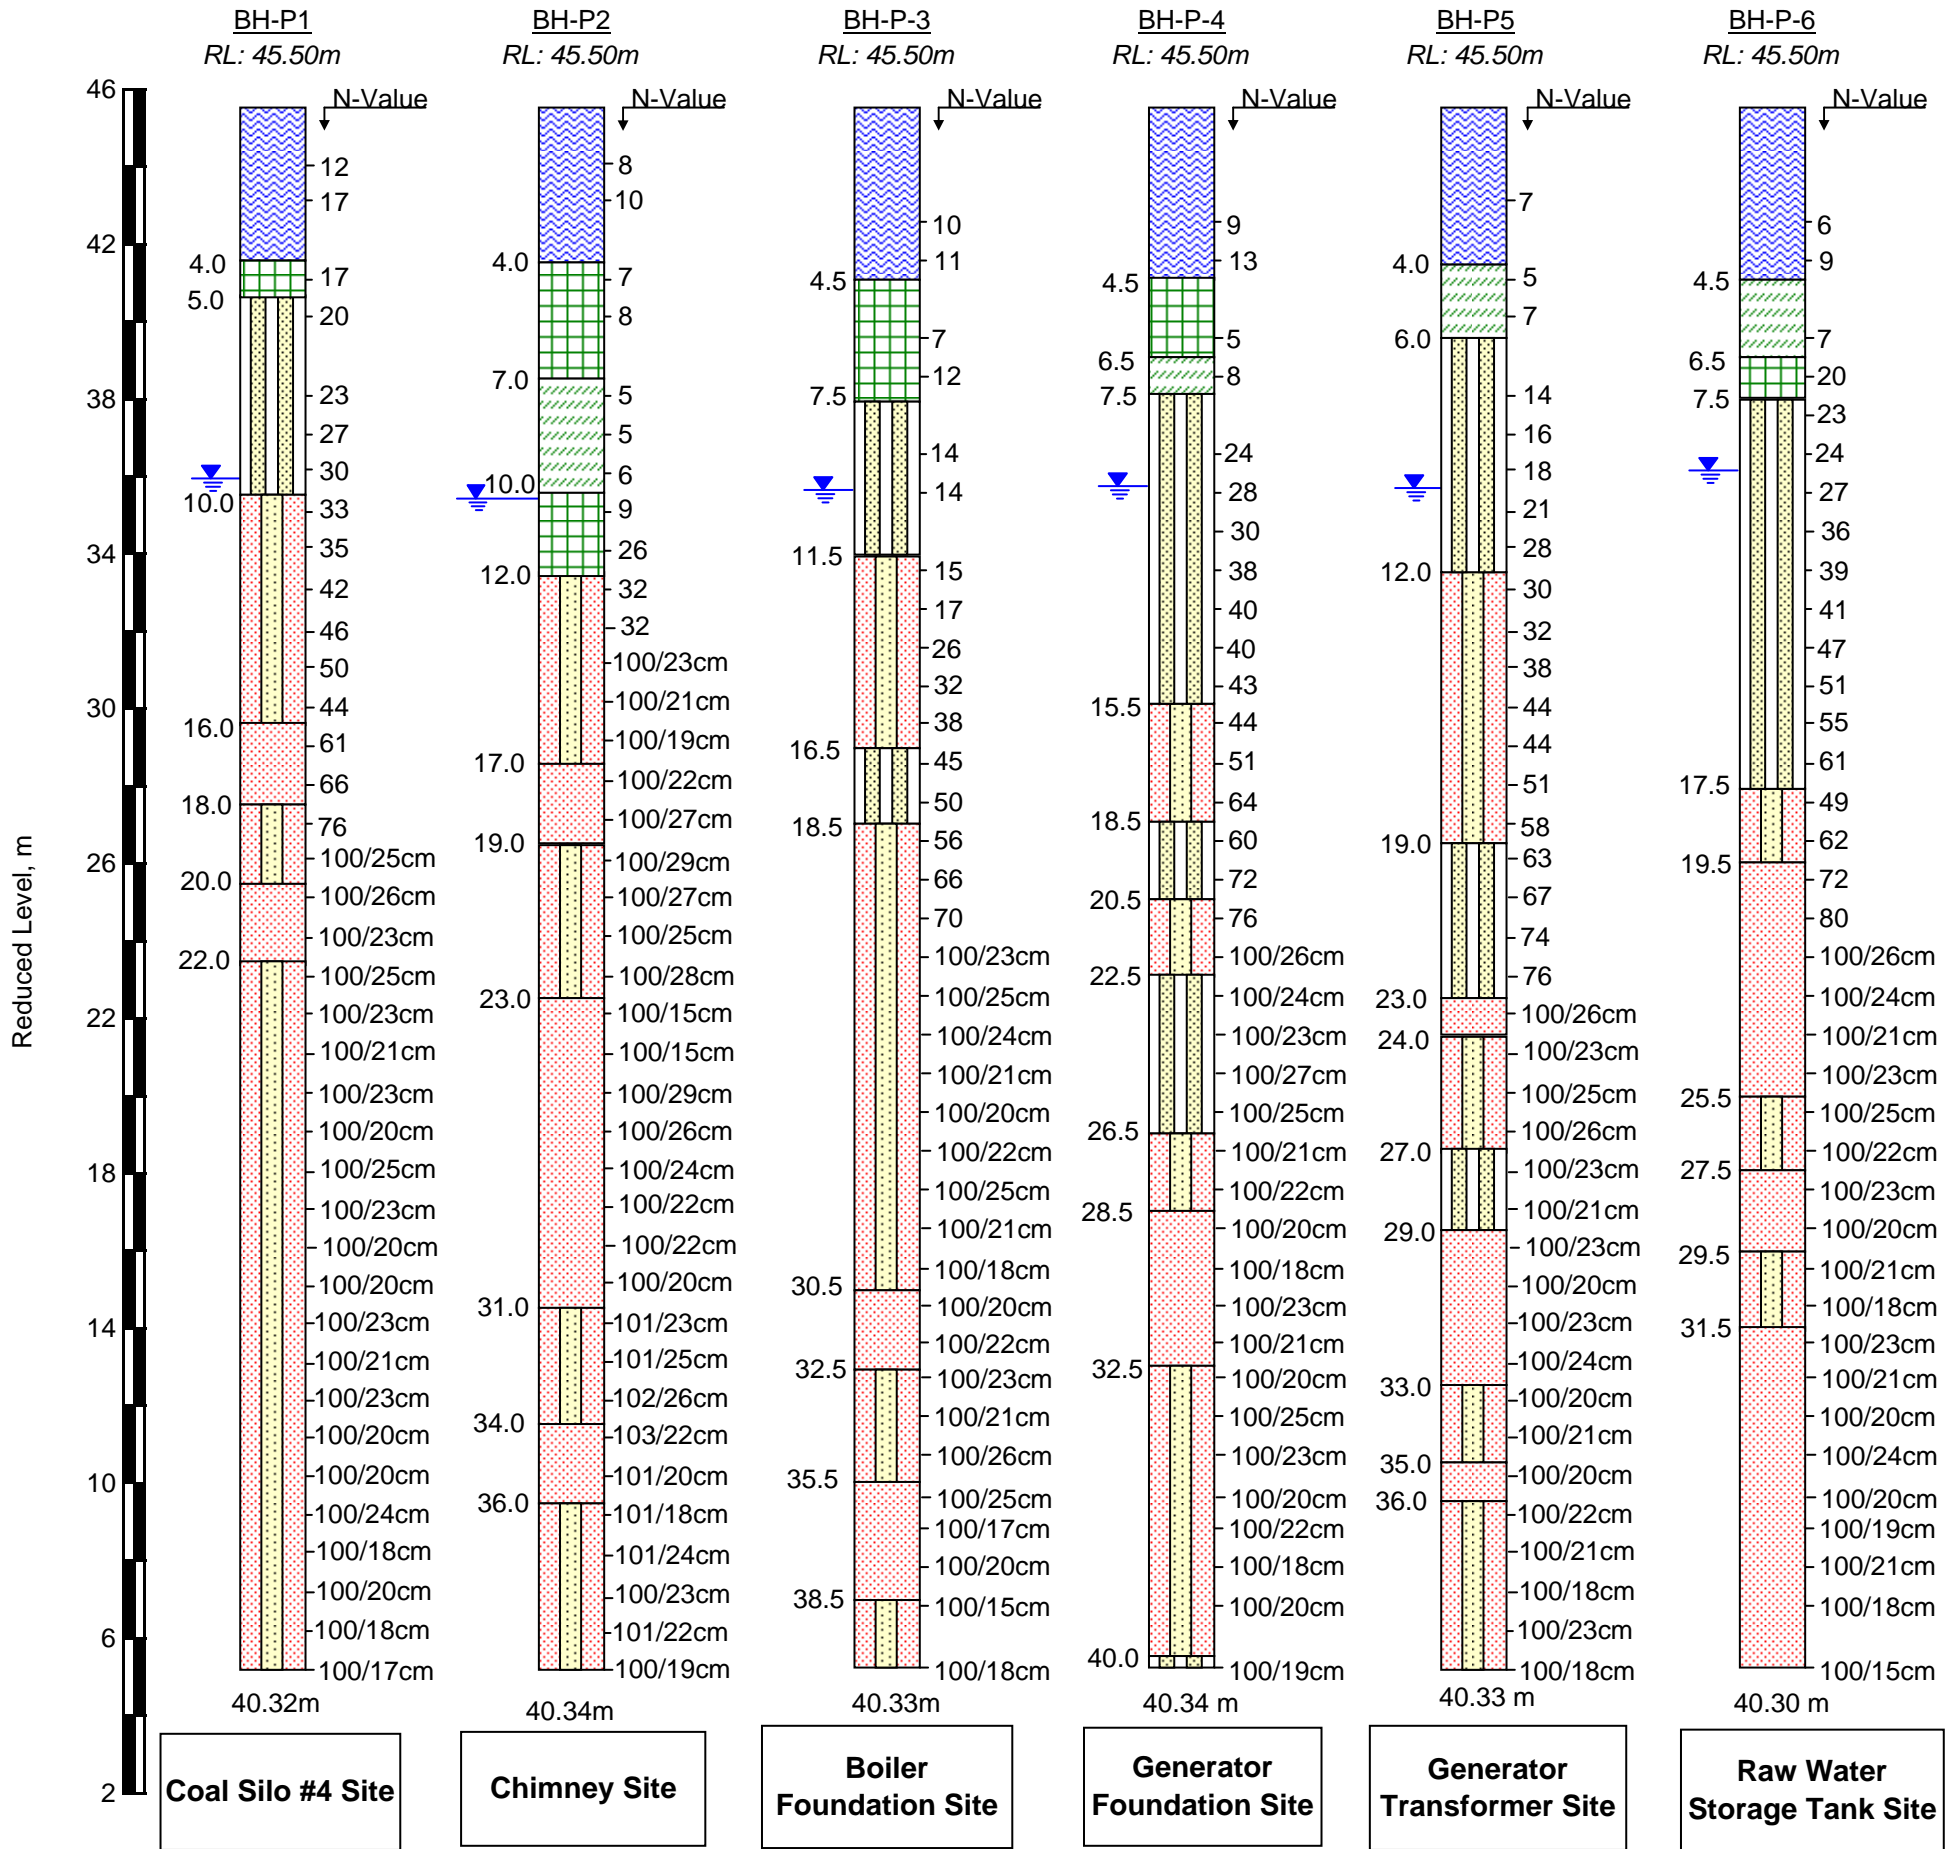 BH-P1
RL: 45.50m
N-Value
12
17
4.0
17
5.0
20
23
27
30
10.0
33
35
42
46
50
44
16.0
61
66
18.0
76
100/25cm
20.0
100/26cm
100/23cm
22.0
100/25cm
100/23cm
100/21cm
100/23cm
100/20cm
100/25cm
100/23cm
100/20cm
100/20cm
100/23cm
100/21cm
100/23cm
100/20cm
100/20cm
100/24cm
100/18cm
100/20cm
100/18cm
100/17cm
40.32m
Coal Silo #4 Site
BH-P2
RL: 45.50m
N-Value
8
10
4.0
7
8
7.0
5
5
6
10.0
9
26
12.0
32
32
100/23cm
100/21cm
100/19cm
17.0
100/22cm
100/27cm
19.0
100/29cm
100/27cm
100/25cm
100/28cm
23.0
100/15cm
100/15cm
100/29cm
100/26cm
100/24cm
100/22cm
100/22cm
100/20cm
31.0
101/23cm
101/25cm
102/26cm
34.0
103/22cm
101/20cm
36.0
101/18cm
101/24cm
100/23cm
101/22cm
100/19cm
40.34m
Chimney Site
BH-P-3
RL: 45.50m
N-Value
10
11
4.5
7
12
7.5
14
14
11.5
15
17
26
32
38
16.5
45
50
18.5
56
66
70
100/23cm
100/25cm
100/24cm
100/21cm
100/20cm
100/22cm
100/25cm
100/21cm
100/18cm
30.5
100/20cm
100/22cm
32.5
100/23cm
100/21cm
100/26cm
35.5
100/25cm
100/17cm
100/20cm
38.5
100/15cm
100/18cm
40.33m
Boiler
Foundation Site
BH-P-4
RL: 45.50m
N-Value
9
13
4.5
5
6.5
8
7.5
24
28
30
38
40
40
43
15.5
44
51
64
18.5
60
72
20.5
76
100/26cm
22.5
100/24cm
100/23cm
100/27cm
100/25cm
26.5
100/21cm
100/22cm
28.5
100/20cm
100/18cm
100/23cm
100/21cm
32.5
100/20cm
100/25cm
100/23cm
100/20cm
100/22cm
100/18cm
100/20cm
40.0
100/19cm
40.34 m
Generator
Foundation Site
BH-P5
RL: 45.50m
N-Value
7
4.0
5
7
6.0
14
16
18
21
28
12.0
30
32
38
44
44
51
58
19.0
63
67
74
76
23.0
100/26cm
24.0
100/23cm
100/25cm
100/26cm
27.0
100/23cm
100/21cm
29.0
100/23cm
100/20cm
100/23cm
100/24cm
33.0
100/20cm
100/21cm
35.0
100/20cm
36.0
100/22cm
100/21cm
100/18cm
100/23cm
100/18cm
40.33 m
Generator
Transformer Site
BH-P-6
RL: 45.50m
N-Value
6
9
4.5
7
6.5
20
7.5
23
24
27
36
39
41
47
51
55
61
17.5
49
62
19.5
72
80
100/26cm
100/24cm
100/21cm
100/23cm
25.5
100/25cm
100/22cm
27.5
100/23cm
100/20cm
29.5
100/21cm
100/18cm
31.5
100/23cm
100/21cm
100/20cm
100/24cm
100/20cm
100/19cm
100/21cm
100/18cm
100/15cm
40.30 m
Raw Water
Storage Tank Site
Reduced Level, m
46
42
38
34
30
26
22
18
14
10
6
2